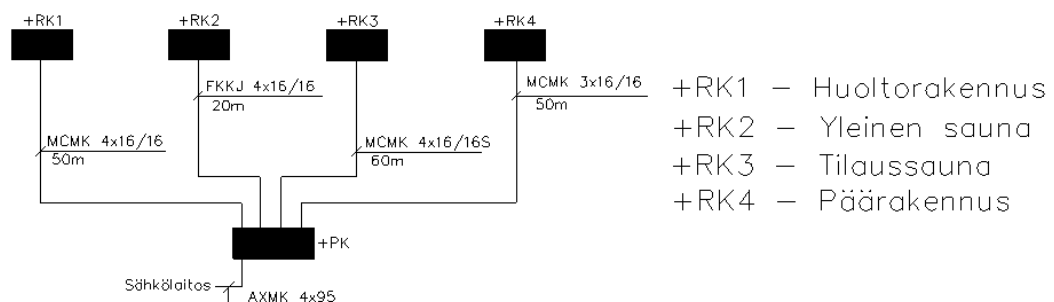 +RK1
+RK2
+RK3
+RK4
FKKJ 4x16/16
20m
MCMK 3x16/16
50m
MCMK 4x16/16
50m
MCMK 4x16/16S
60m
+PK
Sähkölaitos
AXMK 4x95
+RK1 – Huoltorakennus
+RK2 – Yleinen sauna
+RK3 – Tilaussauna
+RK4 – Päärakennus